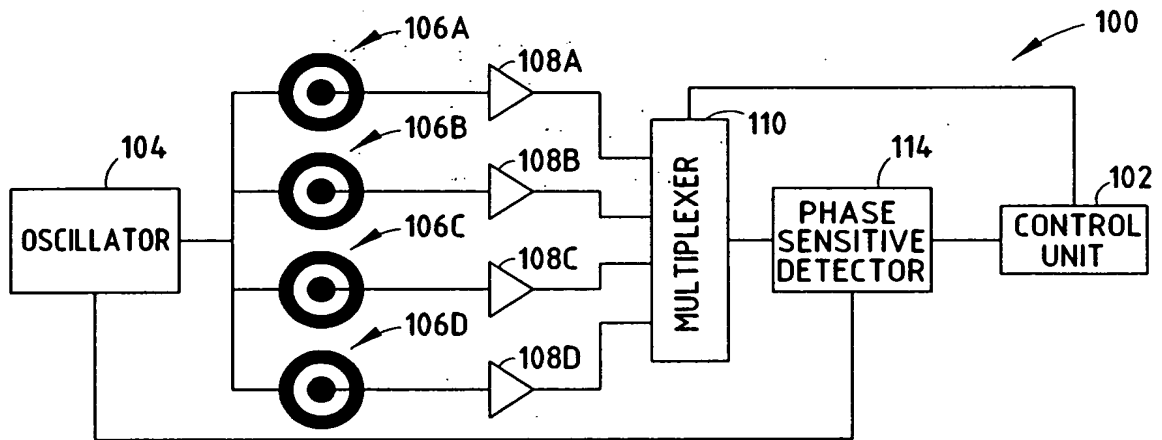 100
106A
108A
110
106B
104
108B
114
102
OSCILLATOR
106C
MULTIPLEXER
PHASE
SENSITIVE
DETECTOR
CONTROL
UNIT
108C
106D
108D